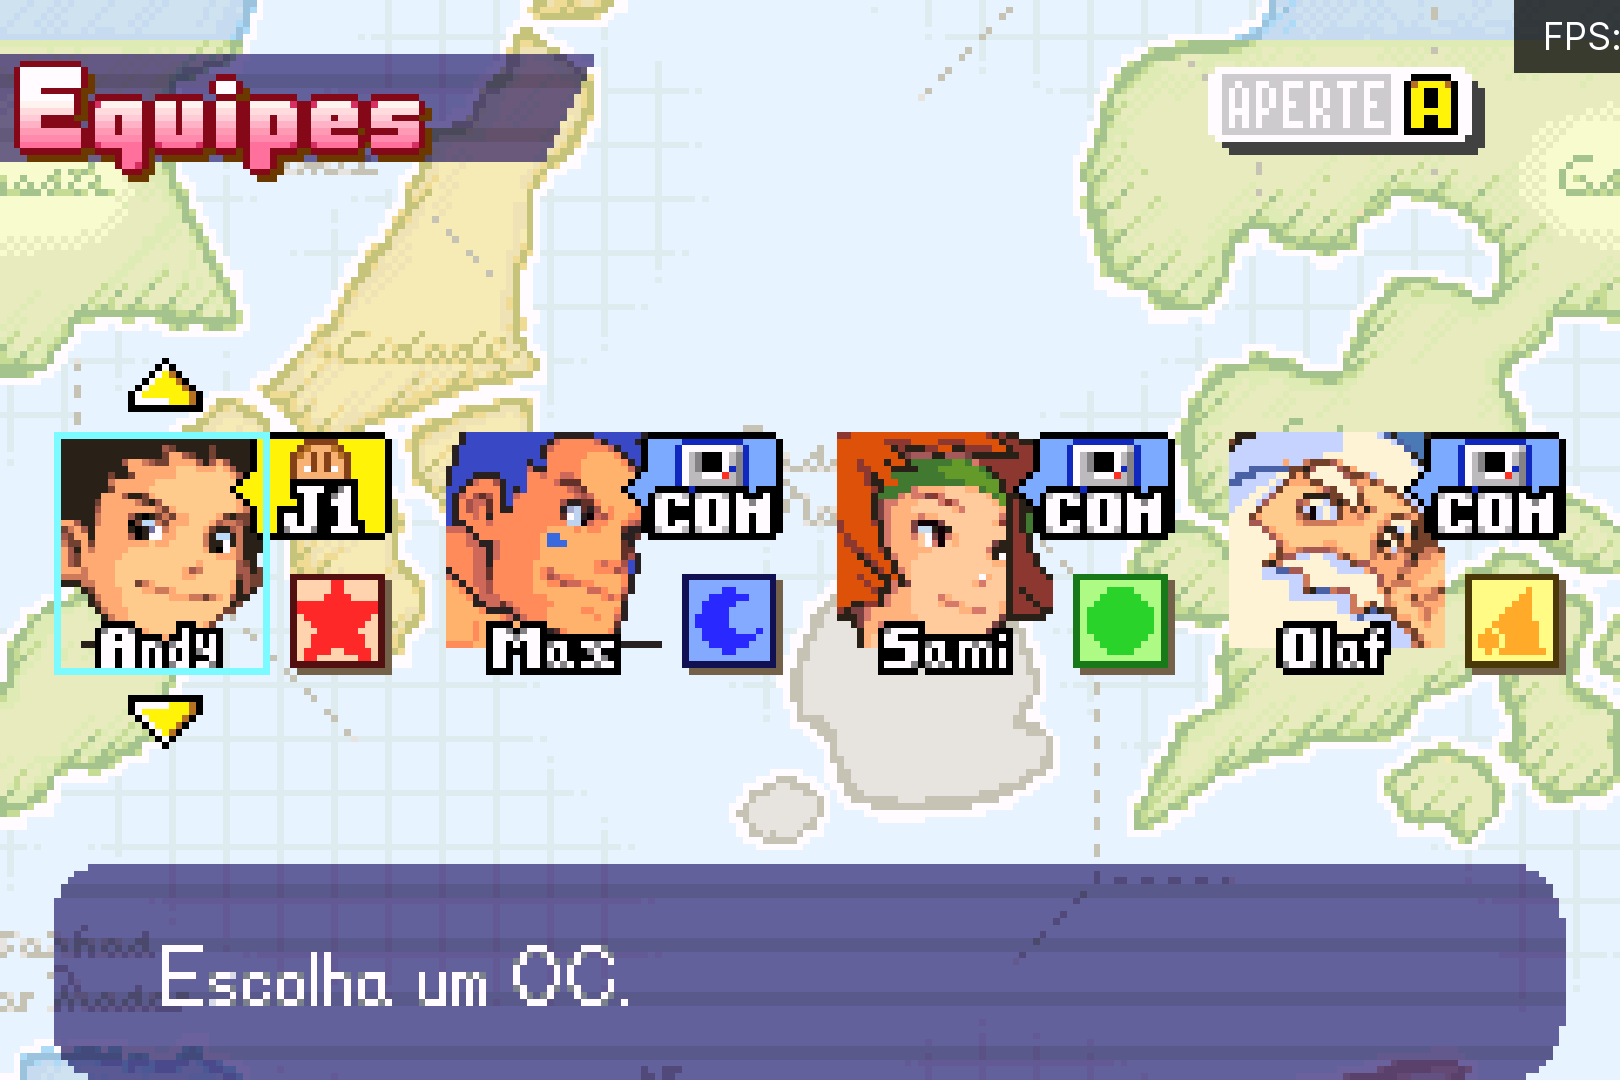 FPS:
Equipes
APERTE A
J1
COM
COM
COM
Andy
Max
Sami
Olaf
Escolha um OC.